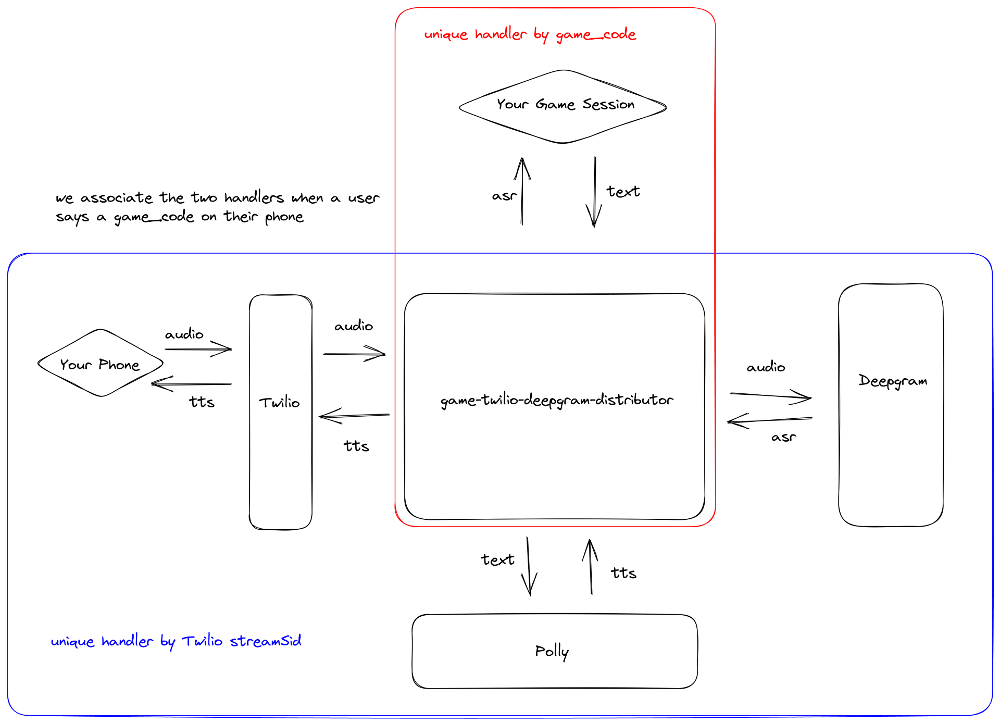 unique handler by game_code
Your Game Session
asr
text
we associate the two handlers when a user
says a game_code on their phone
audio
audio
Your Phone
tts
Twilio
tts
game-twilio-deepgram-distributor
audio
Deepgram
asr
text
tts
unique handler by Twilio streamSid
Polly